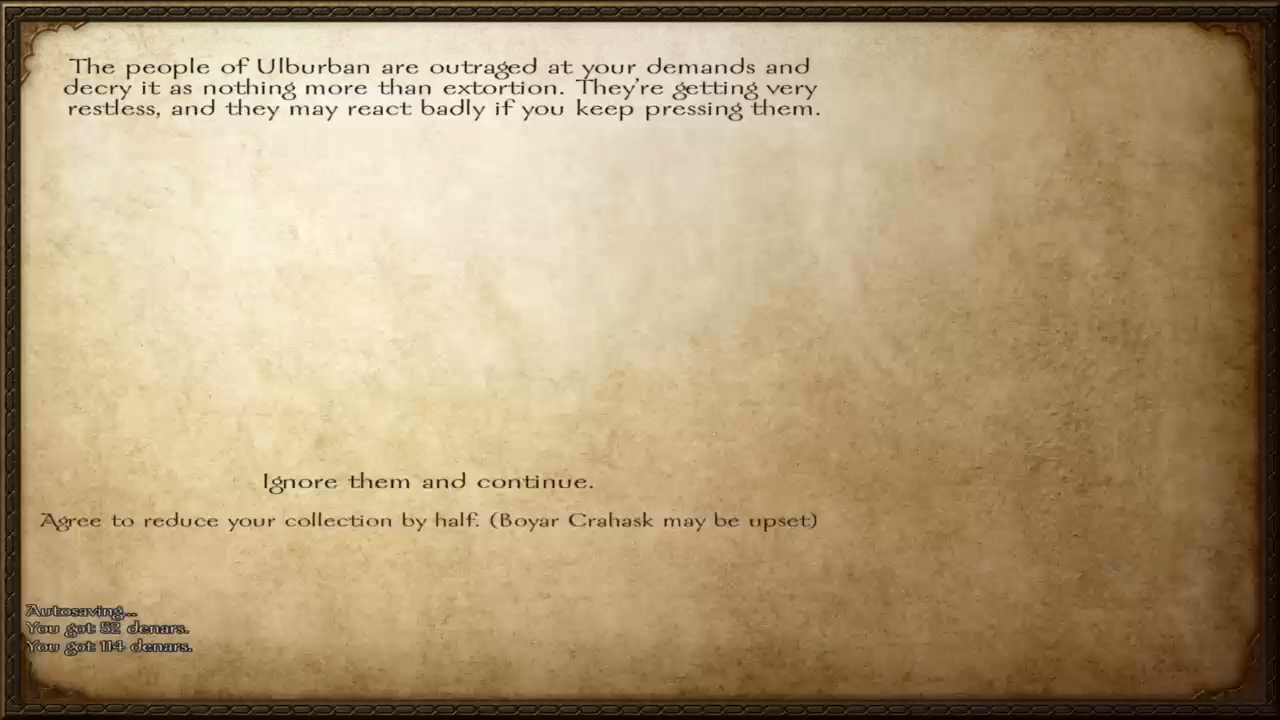 The people of Ulburban are outraged at your demands and
decry it as nothing more than extortion. They're getting very
restless, and they may react badly if you keep pressing them.
Ignore them and continue.
Agree to reduce your collection by half. (Boyar Crahask may be upset)
Autosaving...
You got 52 denars.
You got 114 denars.